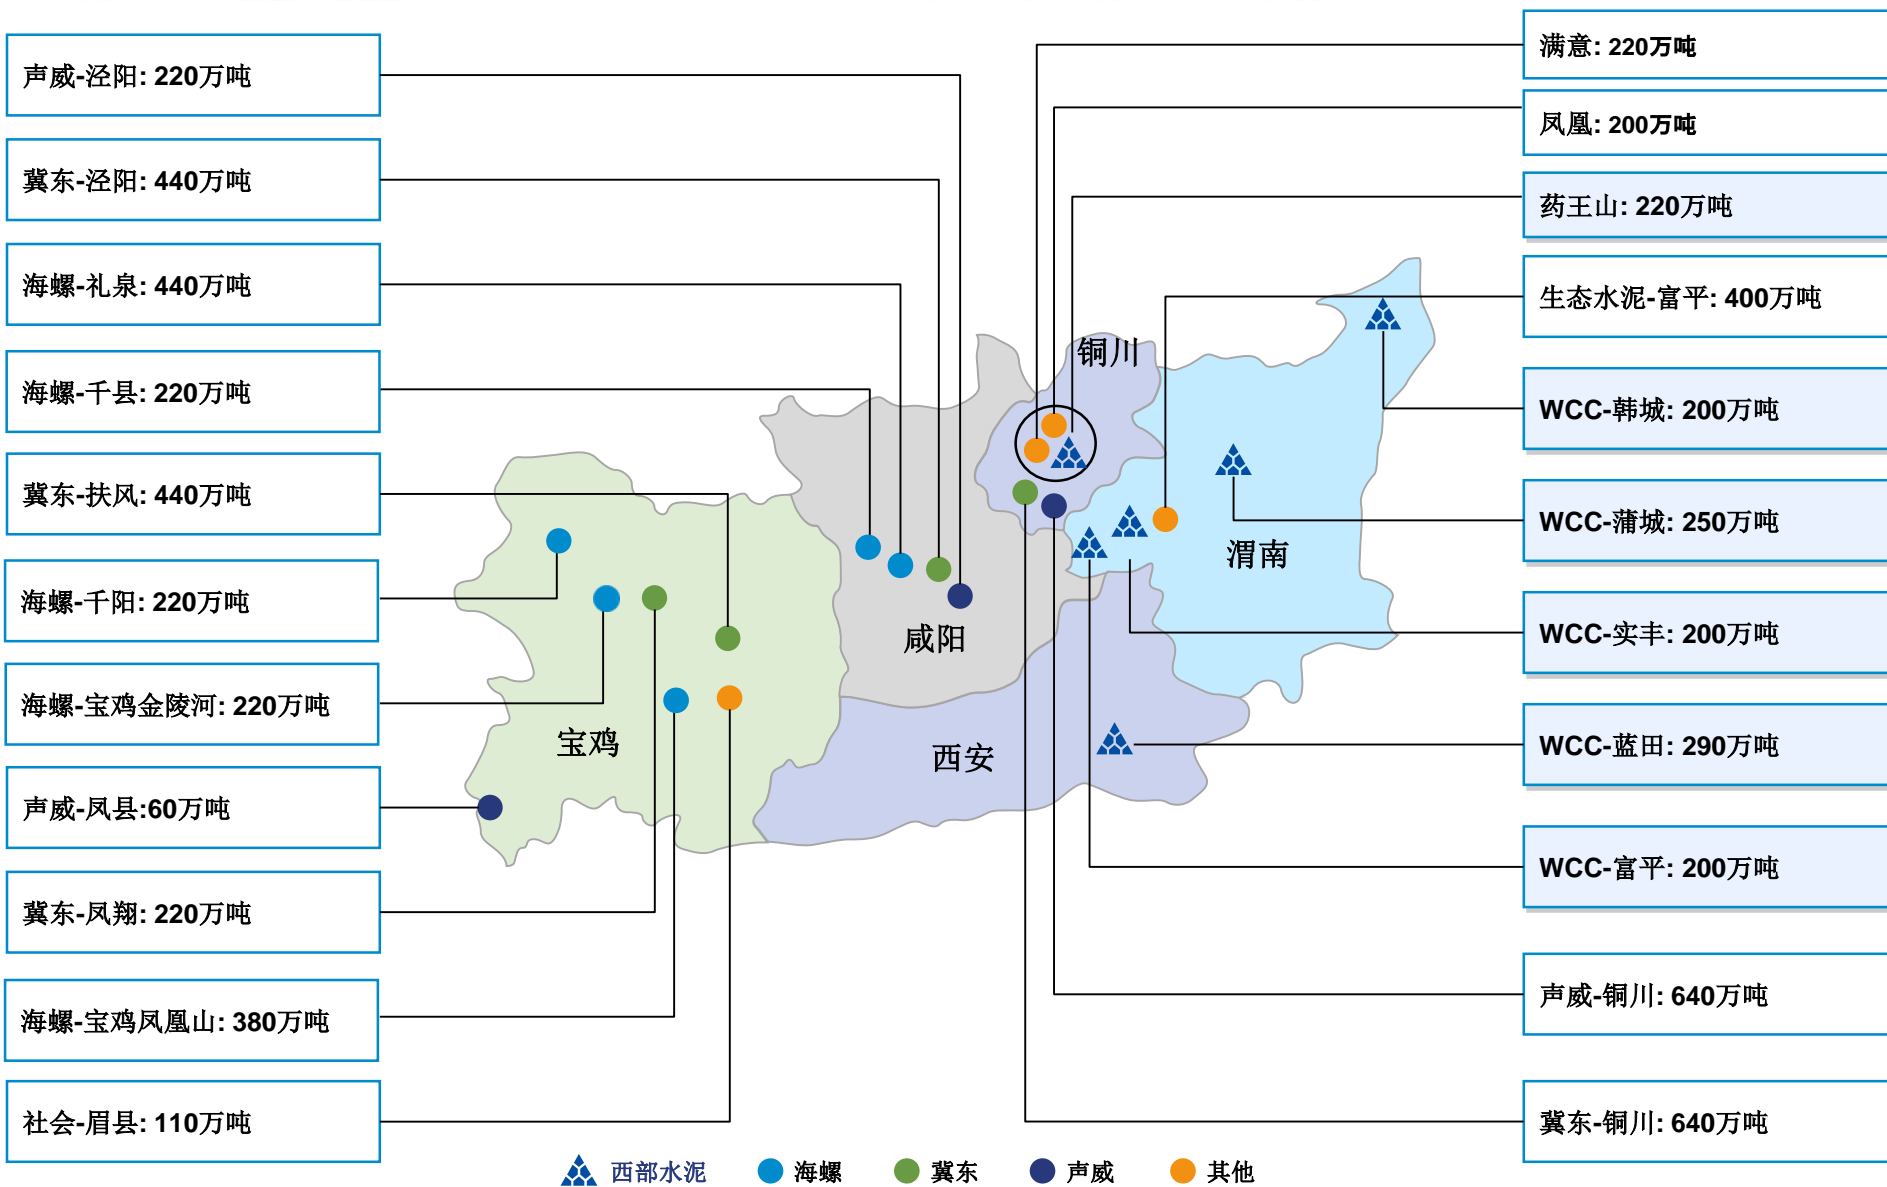 声威-泾阳: 220万吨
冀东-泾阳: 440万吨
海螺-礼泉: 440万吨
海螺-千县: 220万吨
冀东-扶风: 440万吨
海螺-千阳: 220万吨
海螺-宝鸡金陵河: 220万吨
声威-凤县:60万吨
冀东-凤翔: 220万吨
海螺-宝鸡凤凰山: 380万吨
社会-眉县: 110万吨
铜川
渭南
咸阳
宝鸡
西安
满意: 220万吨
凤凰: 200万吨
药王山: 220万吨
生态水泥-富平: 400万吨
WCC-韩城: 200万吨
WCC-蒲城: 250万吨
WCC-实丰: 200万吨
WCC-蓝田: 290万吨
WCC-富平: 200万吨
声威-铜川: 640万吨
冀东-铜川: 640万吨
西部水泥 海螺 冀东 声威 其他